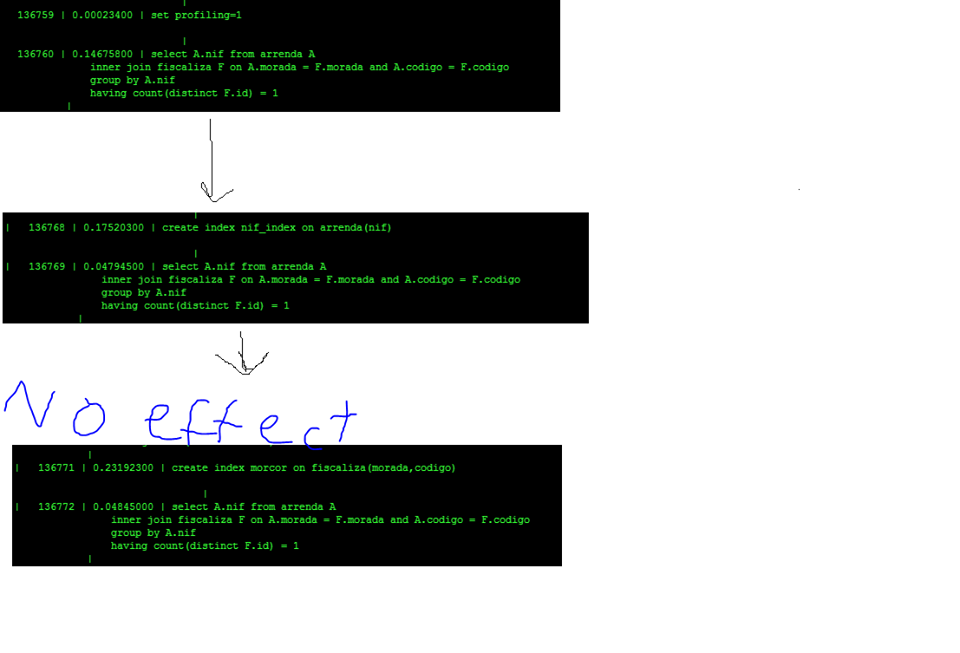 136759 | 0.00023400 | set profiling=1
|
136760 | 0.14675800 | select A.nif from arrenda A
inner join fiscaliza F on A.morada = F.morada and A.codigo = F.codigo
group by A.nif
having count(distinct F.id) = 1
|
|
| 136768 | 0.17520300 | create index nif_index on arrenda(nif)
|
| 136769 | 0.04794500 | select A.nif from arrenda A
inner join fiscaliza F on A.morada = F.morada and A.codigo = F.codigo
group by A.nif
having count(distinct F.id) = 1
|
No effect
|
| 136771 | 0.23192300 | create index morcor on fiscaliza(morada,codigo)
|
| 136772 | 0.04845000 | select A.nif from arrenda A
inner join fiscaliza F on A.morada = F.morada and A.codigo = F.codigo
group by A.nif
having count(distinct F.id) = 1
|